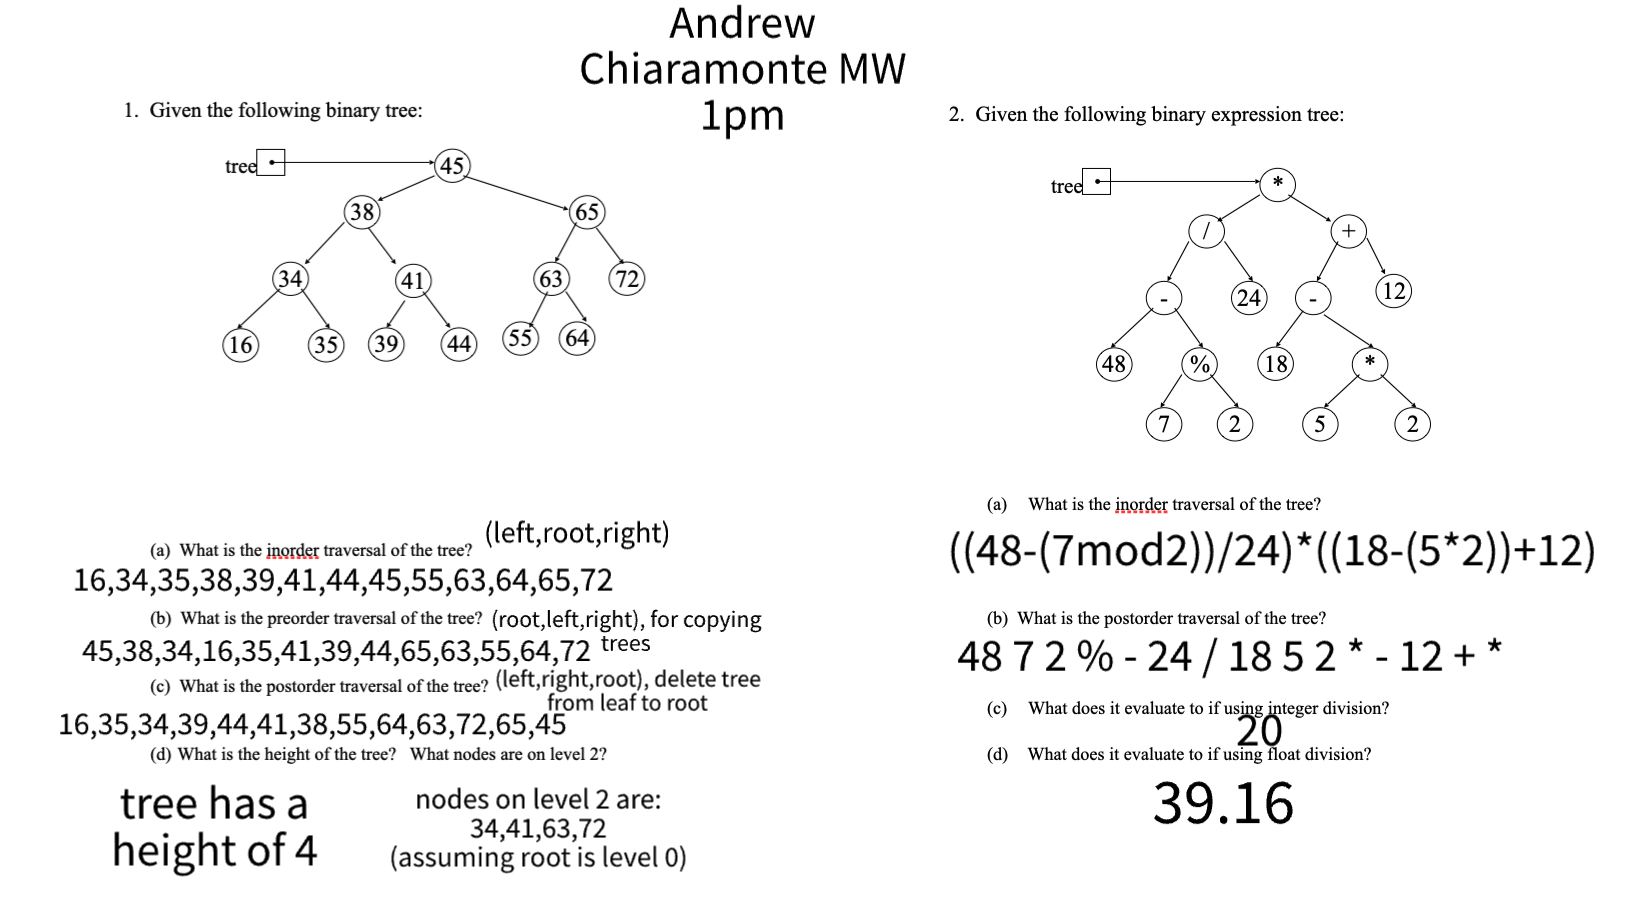 Andrew
Chiaramonte MW
1pm
1. Given the following binary tree:
tree
45
38
65
34
41
63
72
16
35
39
44
55
64
(a) What is the inorder traversal of the tree? (left,root,right)
16,34,35,38,39,41,44,45,55,63,64,65,72
(b) What is the preorder traversal of the tree? (root,left,right), for copying
trees
45,38,34,16,35,41,39,44,65,63,55,64,72
(c) What is the postorder traversal of the tree? (left,right,root), delete tree
from leaf to root
16,35,34,39,44,41,38,55,64,63,72,65,45
(d) What is the height of the tree? What nodes are on level 2?
tree has a
height of 4
nodes on level 2 are:
34,41,63,72
(assuming root is level 0)
2. Given the following binary expression tree:
tree
*
/
+
-
24
-
12
48
%
18
*
7
2
5
2
(a) What is the inorder traversal of the tree?
((48-(7mod2))/24)*((18-(5*2))+12)
(b) What is the postorder traversal of the tree?
48 7 2 % - 24 / 18 5 2 * - 12 + *
(c) What does it evaluate to if using integer division?
20
(d) What does it evaluate to if using float division?
39.16